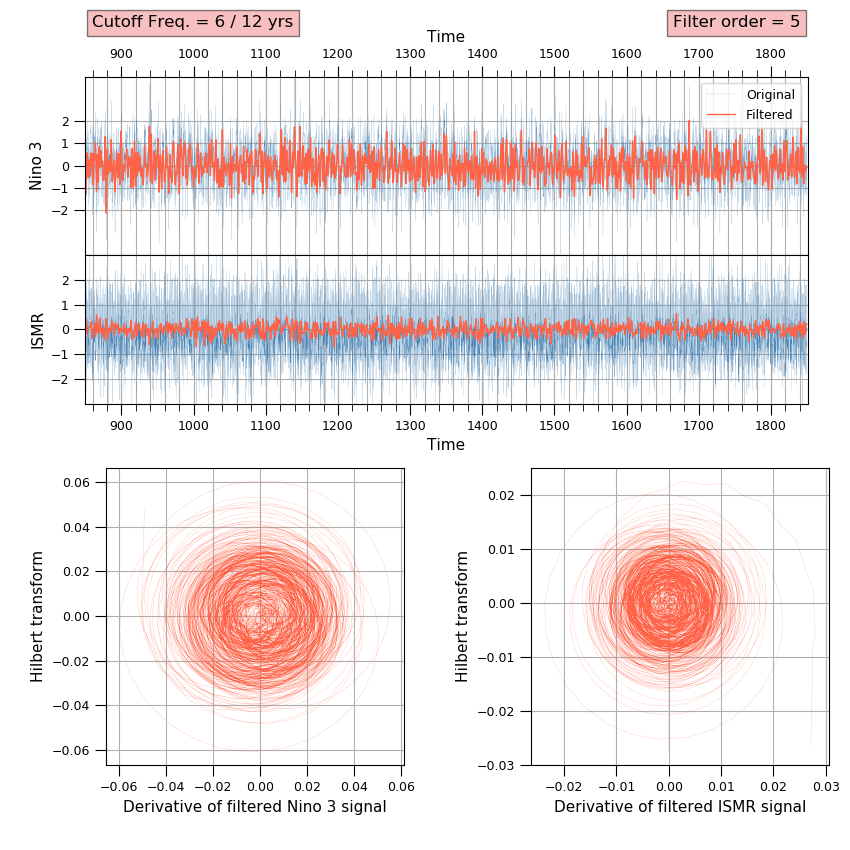 Cutoff Freq. = 6 / 12 yrs
Filter order = 5
Time
900 1000 1100 1200 1300 1400 1500 1600 1700 1800
Original
Filtered
Nino 3
2
1
0
−1
−2
ISMR
2
1
0
−1
−2
900 1000 1100 1200 1300 1400 1500 1600 1700 1800
Time
Hilbert transform
0.06
0.04
0.02
0.00
−0.02
−0.04
−0.06
−0.06 −0.04 −0.02 0.00 0.02 0.04 0.06
Derivative of filtered Nino 3 signal
Hilbert transform
0.02
0.01
0.00
−0.01
−0.02
−0.03
−0.02 −0.01 0.00 0.01 0.02 0.03
Derivative of filtered ISMR signal